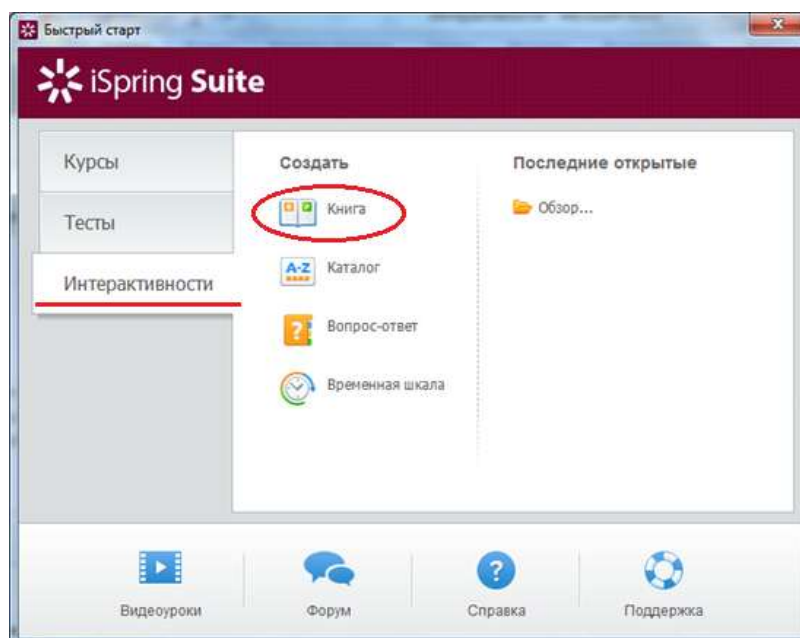 Быстрый старт
iSpring Suite
Курсы
Тесты
Интерактивности
Создать
Книга
A-Z
Каталог
Вопрос-ответ
Временная шкала
Последние открытые
Обзор...
Видеоуроки
Форум
Справка
Поддержка